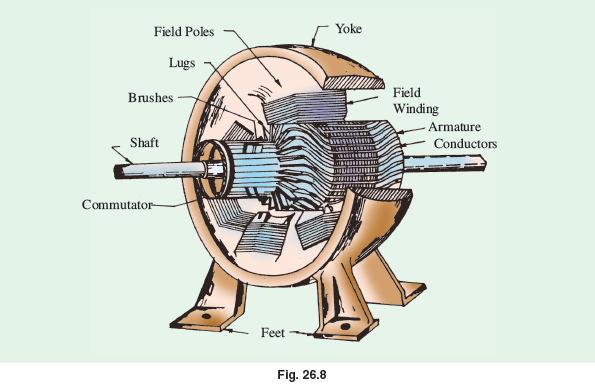 Field Poles
Yoke
Lugs
Brushes
Field
Winding
Armature
Conductors
Shaft
Commutator
Feet
Fig. 26.8